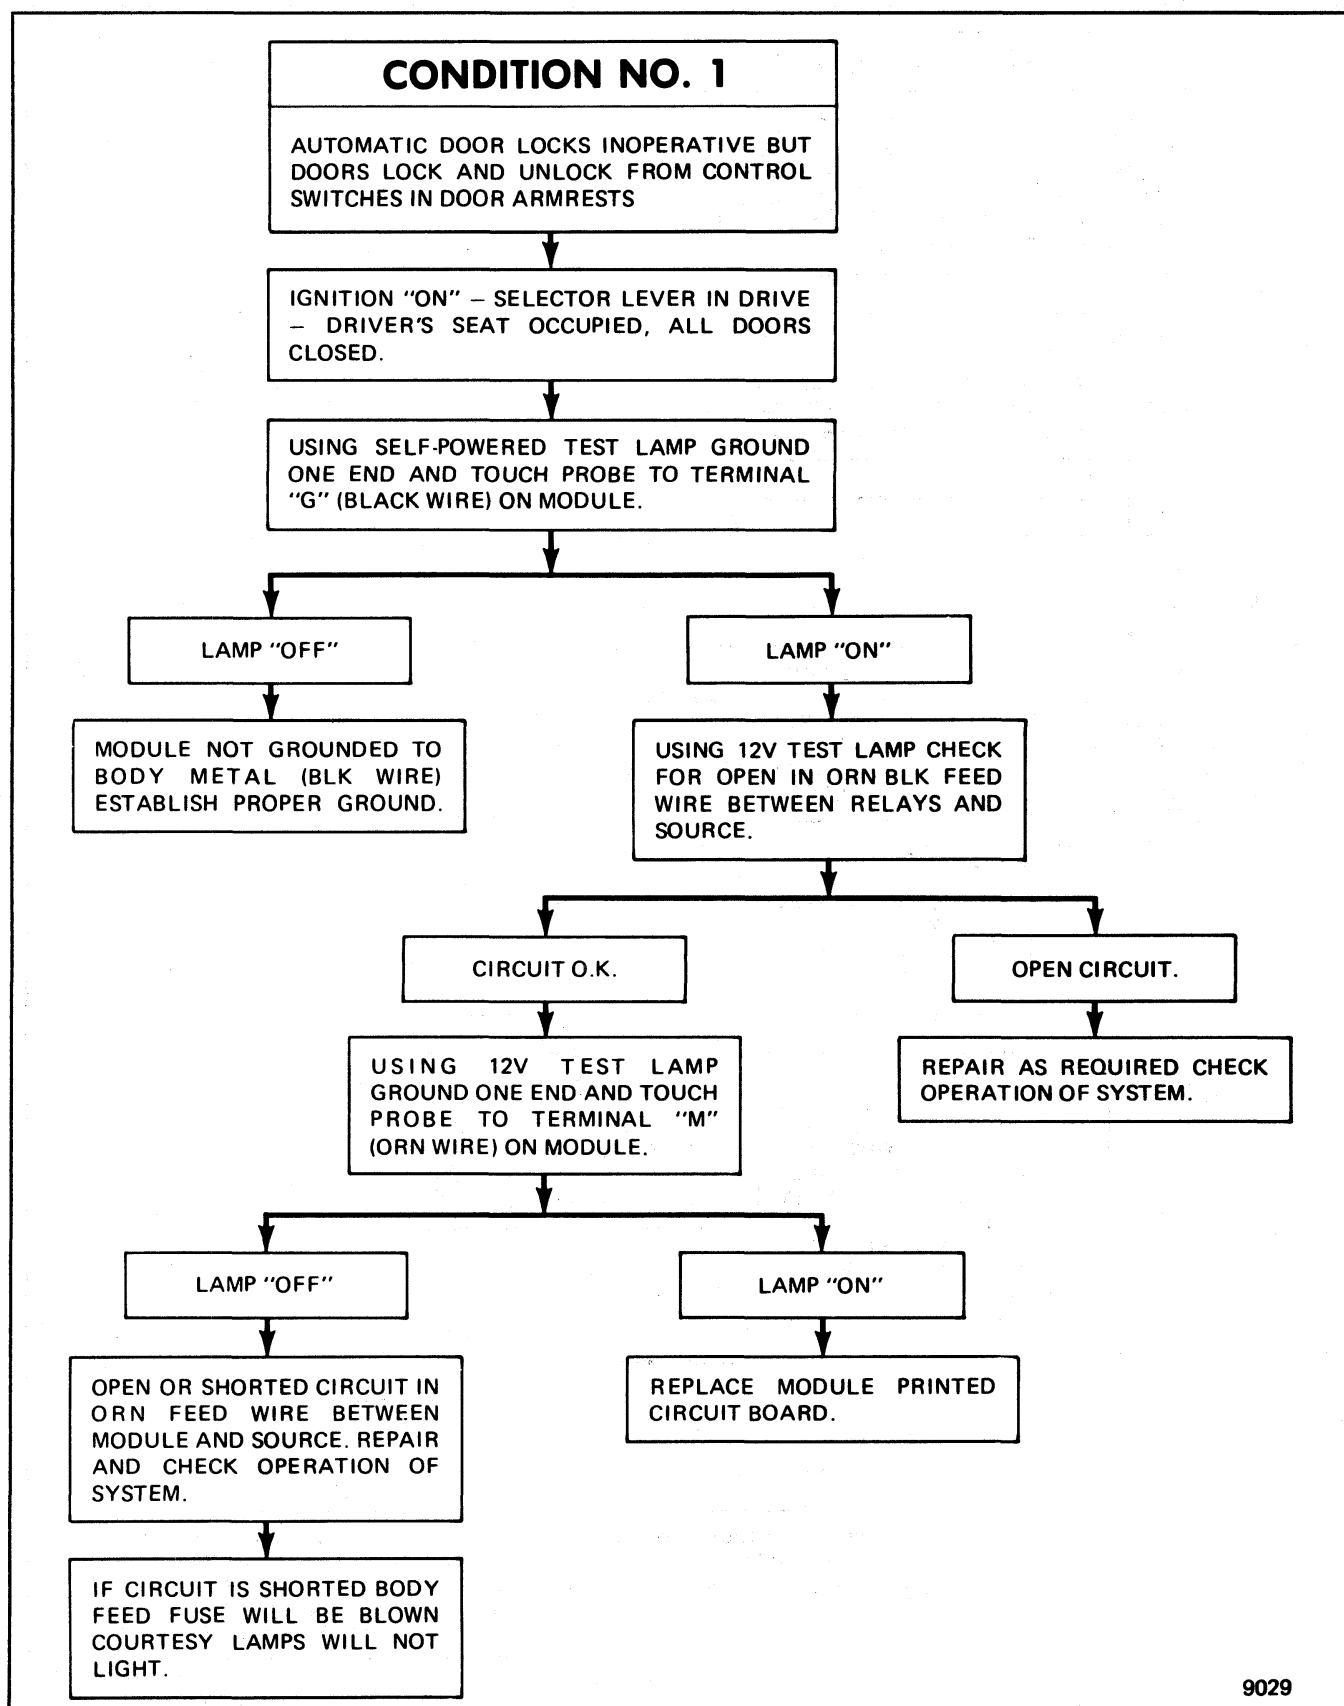 CONDITION NO. 1
AUTOMATIC DOOR LOCKS INOPERATIVE BUT
DOORS LOCK AND UNLOCK FROM CONTROL
SWITCHES IN DOOR ARMRESTS
IGNITION "ON" – SELECTOR LEVER IN DRIVE
– DRIVER'S SEAT OCCUPIED, ALL DOORS
CLOSED.
USING SELF-POWERED TEST LAMP GROUND
ONE END AND TOUCH PROBE TO TERMINAL
"G" (BLACK WIRE) ON MODULE.
LAMP "OFF"
LAMP "ON"
MODULE NOT GROUNDED TO
BODY METAL (BLK WIRE)
ESTABLISH PROPER GROUND.
USING 12V TEST LAMP CHECK
FOR OPEN IN ORN BLK FEED
WIRE BETWEEN RELAYS AND
SOURCE.
CIRCUIT O.K.
OPEN CIRCUIT.
USING 12V TEST LAMP
GROUND ONE END AND TOUCH
PROBE TO TERMINAL "M"
(ORN WIRE) ON MODULE.
REPAIR AS REQUIRED CHECK
OPERATION OF SYSTEM.
LAMP "OFF"
LAMP "ON"
OPEN OR SHORTED CIRCUIT IN
ORN FEED WIRE BETWEEN
MODULE AND SOURCE. REPAIR
AND CHECK OPERATION OF
SYSTEM.
REPLACE MODULE PRINTED
CIRCUIT BOARD.
IF CIRCUIT IS SHORTED BODY
FEED FUSE WILL BE BLOWN
COURTESY LAMPS WILL NOT
LIGHT.
9029